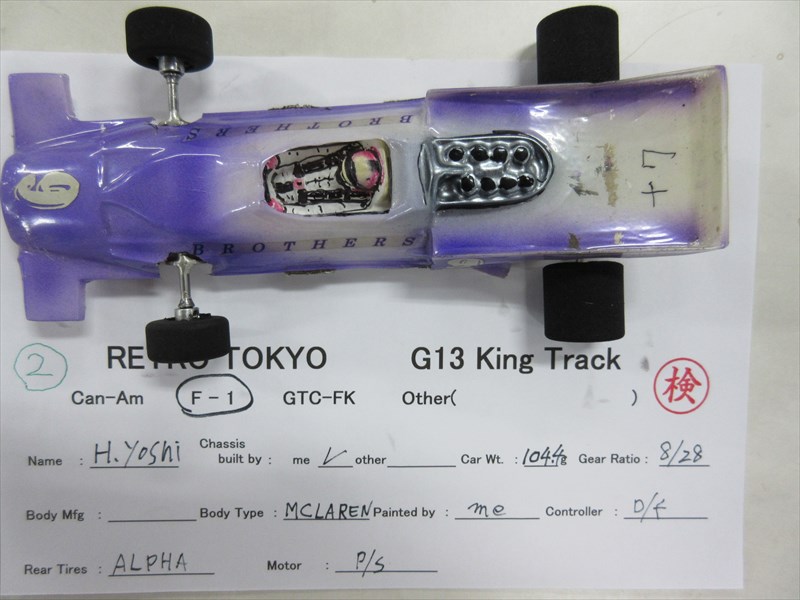 BROTHERS
G
BROTHERS
2 RETRO TOKYO G13 King Track
Can-Am F-1 GTC-FK Other( ) 検
Name : H.Yoshi Chassis built by : me ✓ other Car Wt. : 104.4g Gear Ratio : 8/28
Body Mfg : Body Type : MCLAREN Painted by : me Controller : D/F
Rear Tires : ALPHA Motor : P/S